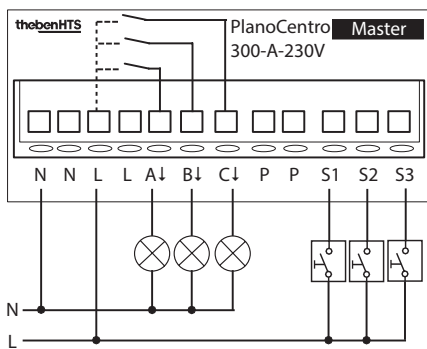 thebenHTS
PlanoCentro Master
300-A-230V
N N L L A↓ B↓ C↓ P P S1 S2 S3
N
L